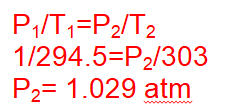 P₁/T₁=P₂/T₂
1/294.5=P₂/303
P₂= 1.029 atm